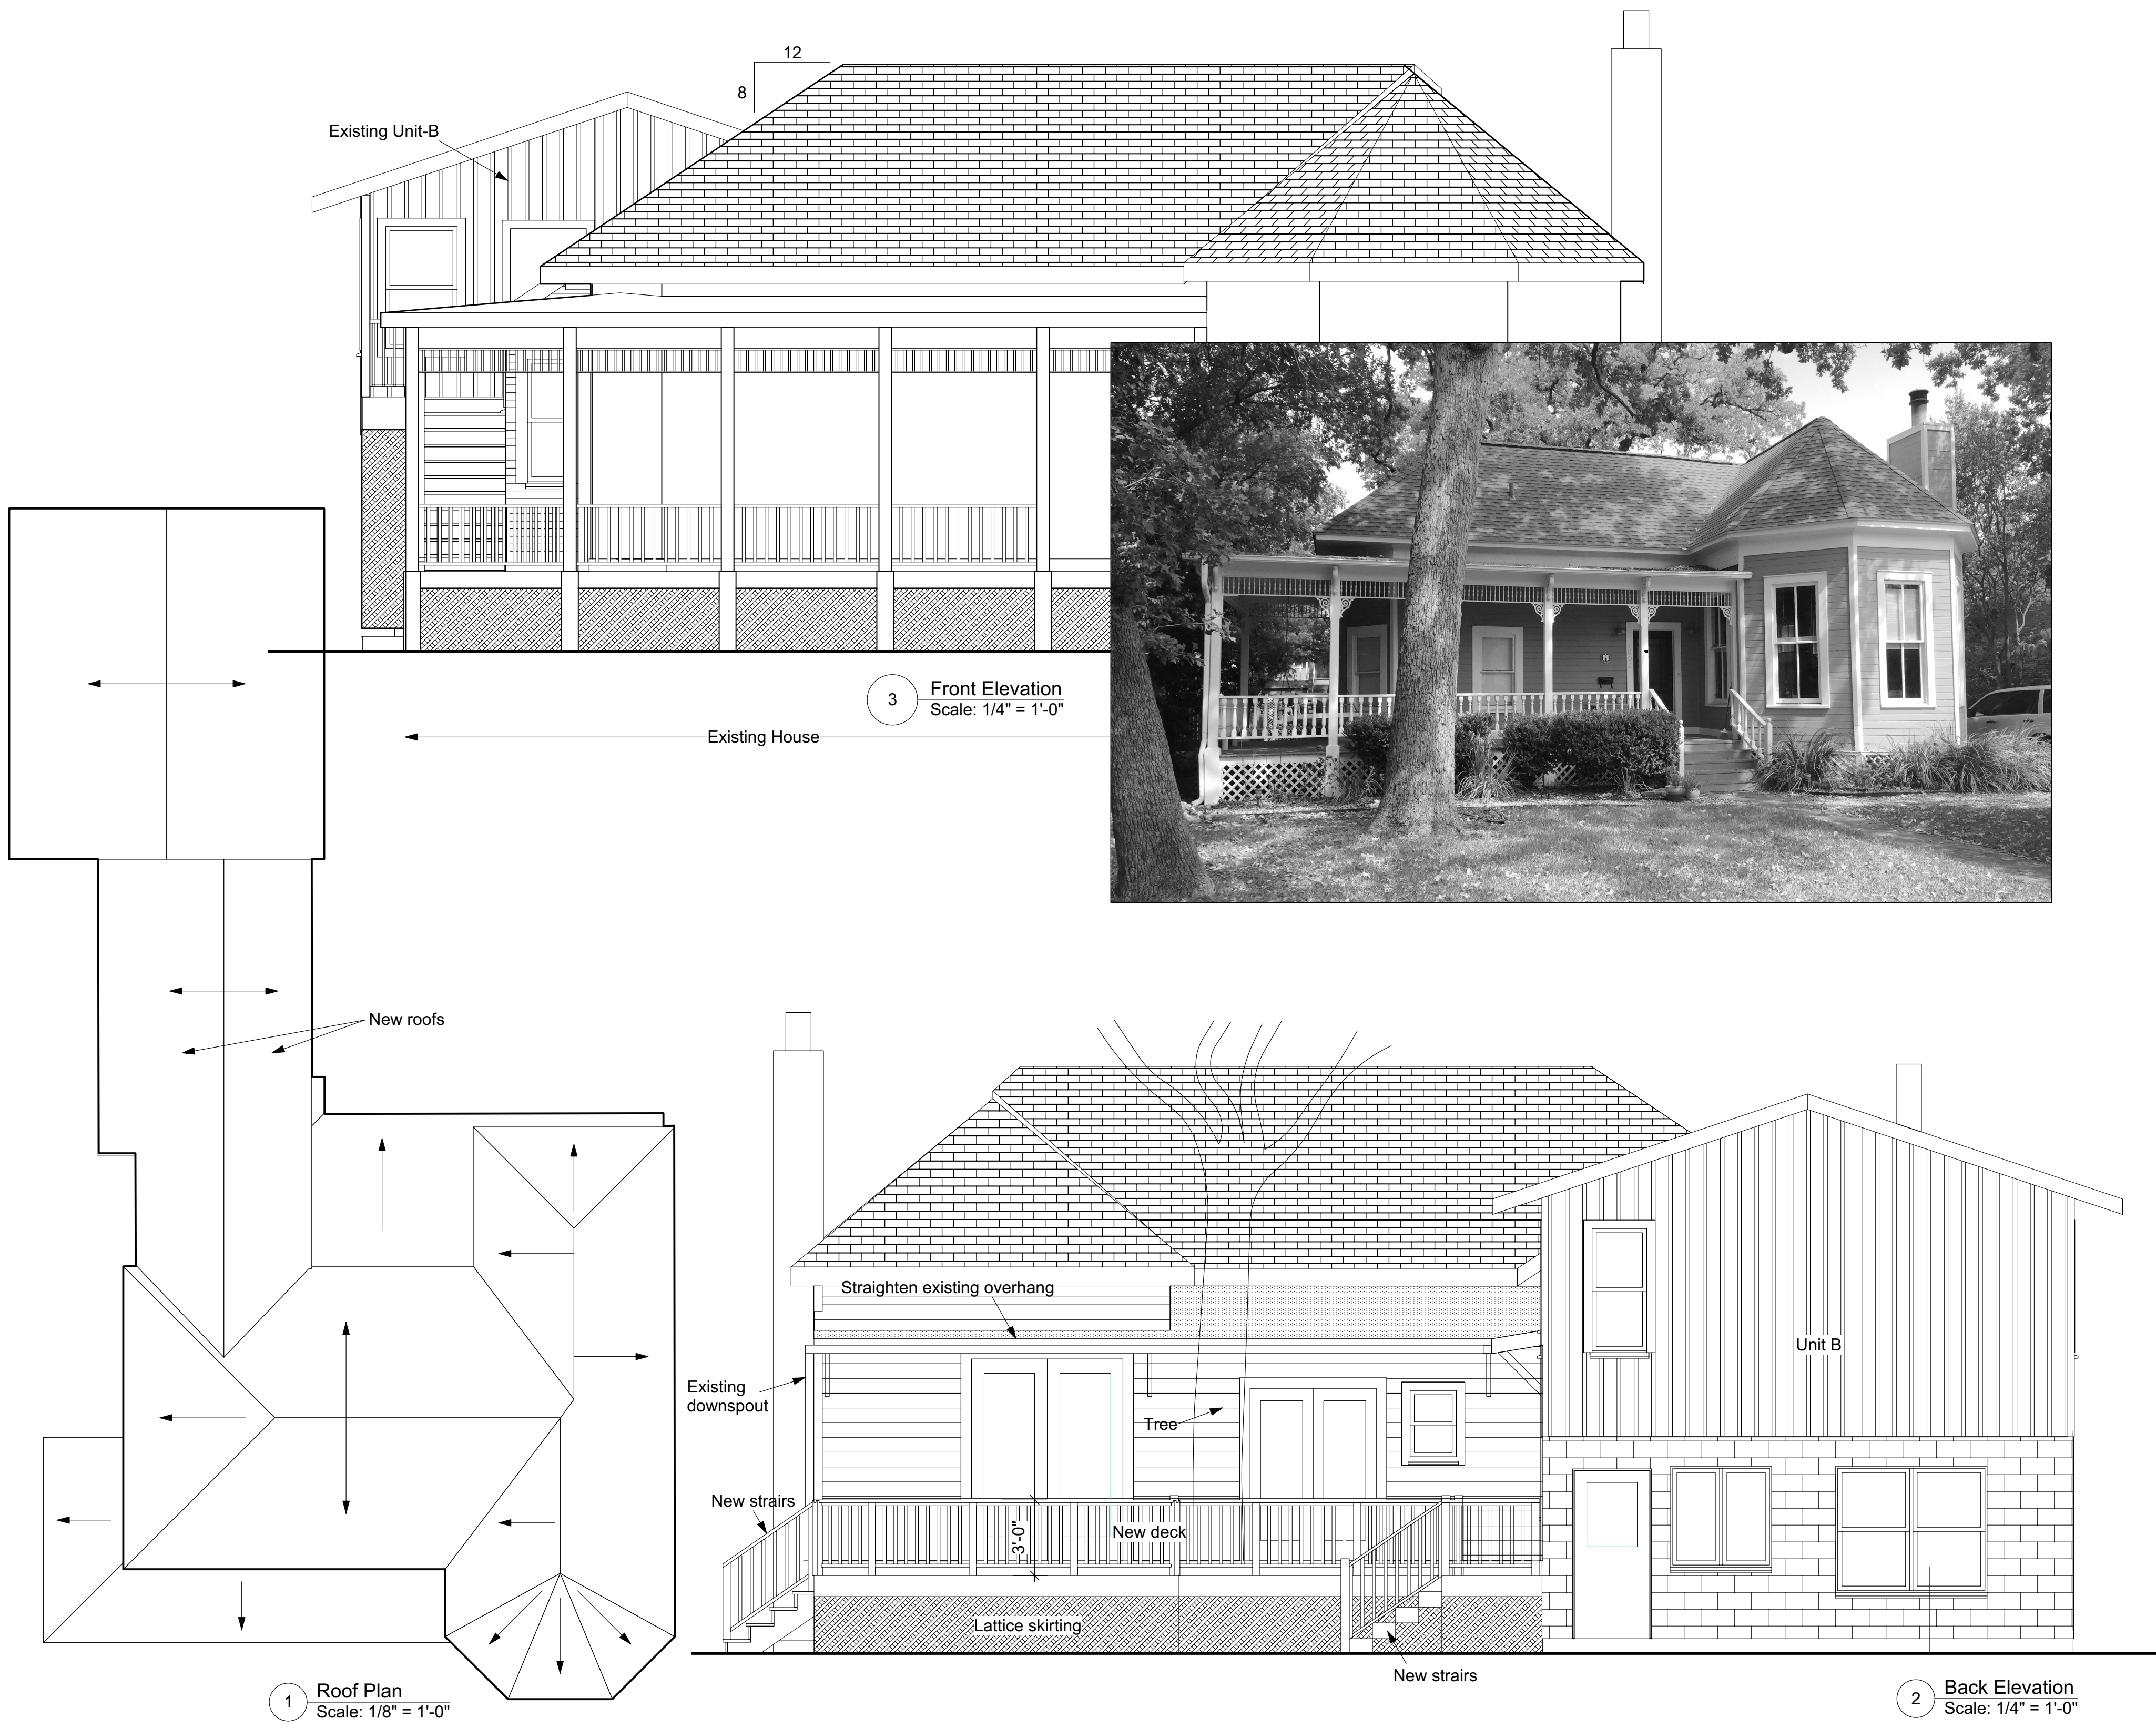 12
8
Existing Unit-B
3
Front Elevation
Scale: 1/4" = 1'-0"
Existing House
New roofs
1
Roof Plan
Scale: 1/8" = 1'-0"
Straighten existing overhang
Existing
downspout
Tree
Unit B
New strairs
3'-0"
New deck
Lattice skirting
New strairs
2
Back Elevation
Scale: 1/4" = 1'-0"